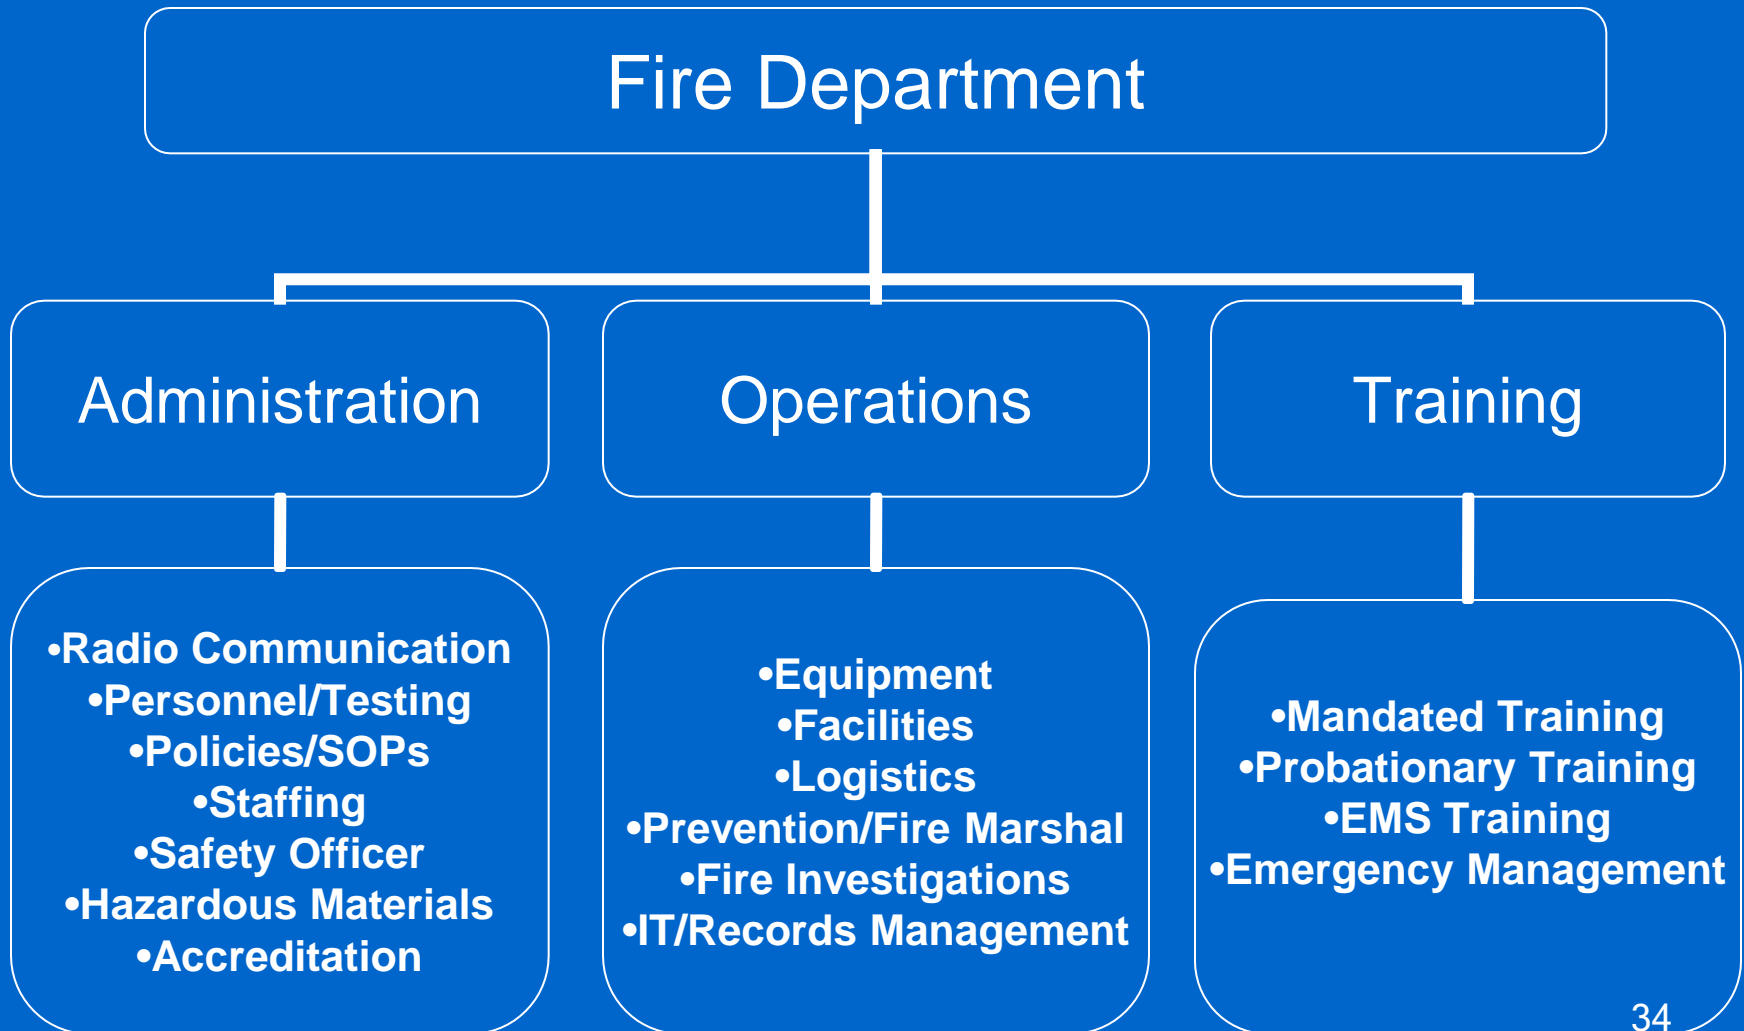 Fire Department
Administration
Operations
Training
•Radio Communication
•Personnel/Testing
•Policies/SOPs
•Staffing
•Safety Officer
•Hazardous Materials
•Accreditation
•Equipment
•Facilities
•Logistics
•Prevention/Fire Marshal
•Fire Investigations
•IT/Records Management
•Mandated Training
•Probationary Training
•EMS Training
•Emergency Management
34